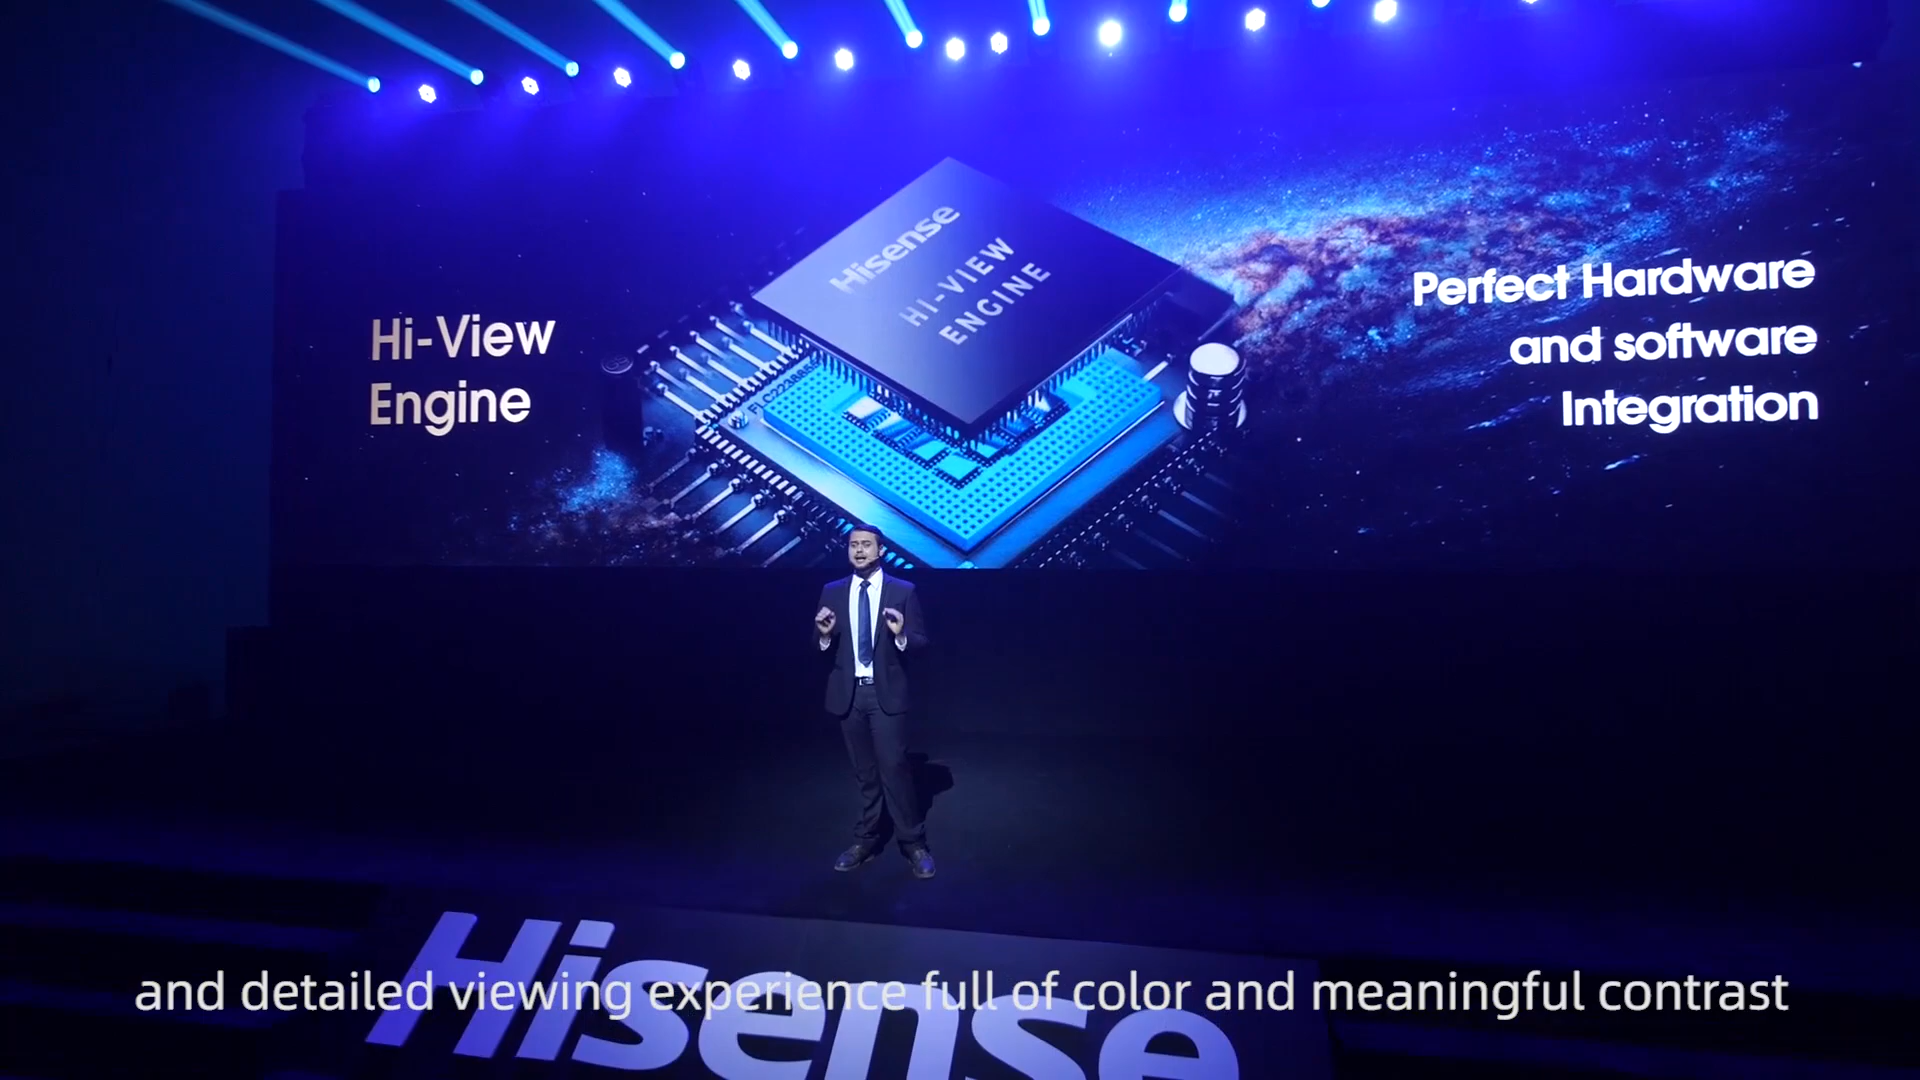 Hisense
HI-VIEW
ENGINE
Hi-View
Engine
Perfect Hardware
and software
Integration
and detailed viewing experience full of color and meaningful contrast
Hisense